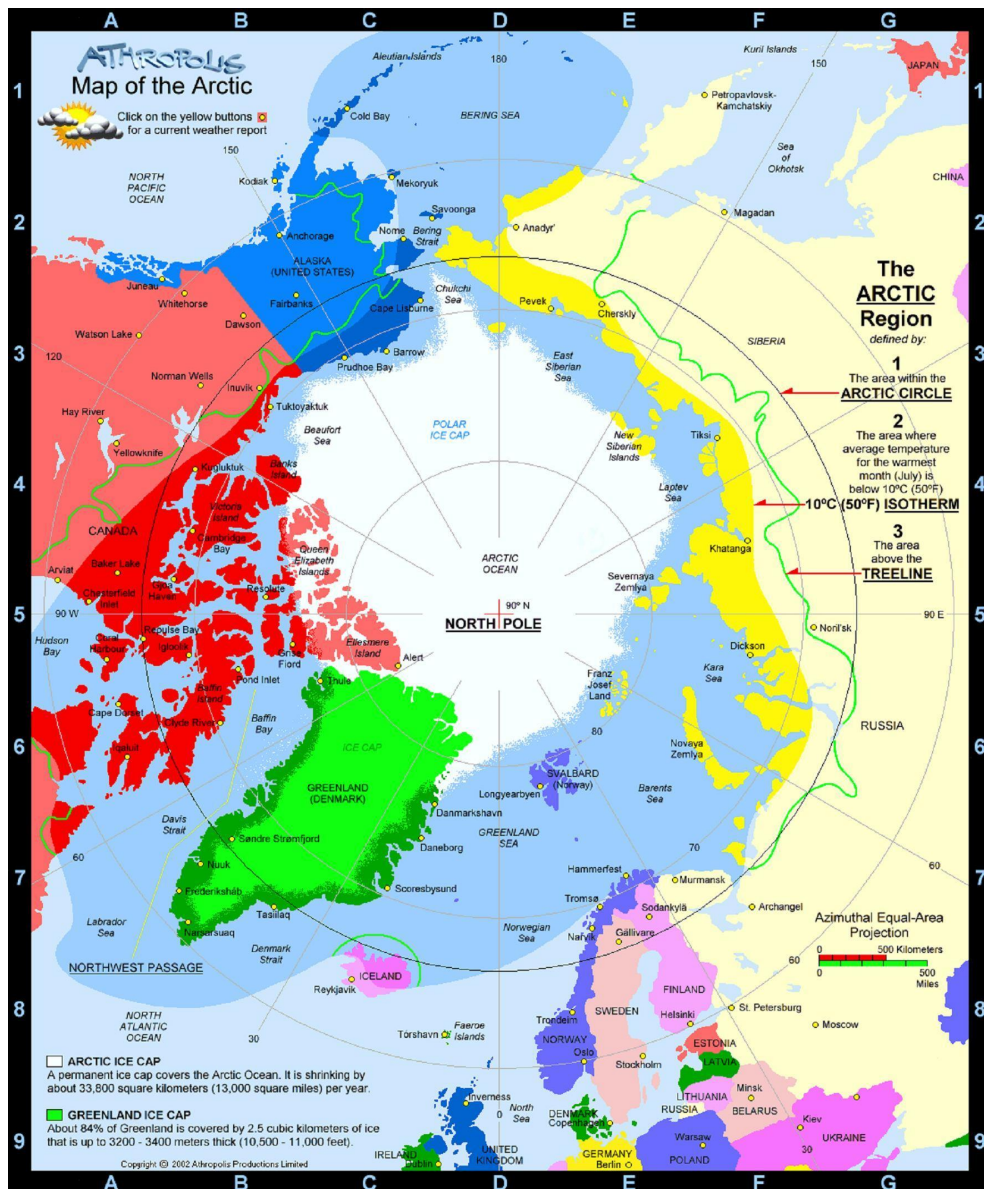 A B C D E F G
1
2
3
4
5
6
7
8
9
1
2
3
4
5
6
7
8
9
ATHROPOLIS
Map of the Arctic
Click on the yellow buttons
for a current weather report
Aleutian Islands
180
Kuril Islands
150
JAPAN
Petropavlovsk-
Kamchatskiy
Cold Bay
BERING SEA
Sea
of
Okhotsk
150
NORTH
PACIFIC
OCEAN
Kodiak
Mekoryuk
CHINA
Savoonga
Magadan
Anchorage
Nome
Bering
Strait
Anadyr'
ALASKA
(UNITED STATES)
Juneau
Whitehorse
Fairbanks
Chukchi
Sea
Cape Lisburne
Pevek
Cherskly
Dawson
Watson Lake
SIBERIA
The
ARCTIC
Region
defined by:
1
The area within the
ARCTIC CIRCLE
2
The area where
average temperature
for the warmest
month (July) is
below 10ºC (50ºF)
10ºC (50ºF) ISOTHERM
3
The area
above the
TREELINE
120
Barrow
Prudhoe Bay
East
Siberian
Sea
Norman Wells
Inuvik
Tuktoyaktuk
Hay River
Beaufort
Sea
POLAR
ICE CAP
Yellowknife
New
Siberian
Islands
Tiksi
Kugluktuk
Banks
Island
Laptev
Sea
Victoria
Island
CANADA
Cambridge
Bay
Queen
Elizabeth
Islands
Khatanga
Baker Lake
Arviat
ARCTIC
OCEAN
Chesterfield
Inlet
Gjoa
Haven
Resolute
Severnaya
Zemlya
90 W
90º N
NORTH POLE
90 E
Noril'sk
Hudson
Bay
Coral
Harbour
Repulse Bay
Igloolik
Grise
Fiord
Ellesmere
Island
Alert
Dickson
Pond Inlet
Thule
Kara
Sea
Franz
Josef
Land
Baffin
Island
Cape Dorset
Clyde River
Baffin
Bay
RUSSIA
80
Iqaluit
ICE CAP
Novaya
Zemlya
SVALBARD
(Norway)
Longyearbyen
GREENLAND
(DENMARK)
Barents
Sea
Danmarkshavn
Davis
Strait
GREENLAND
SEA
Søndre Strømfjord
Daneborg
60
70
60
Nuuk
Hammerfest
Murmansk
Frederikshåb
Scoresbysund
Tromsø
Sodankylä
Archangel
Labrador
Sea
Tasiilaq
Narsarsuaq
Norwegian
Sea
Narvik
Gällivare
Azimuthal Equal-Area
Projection
0 500 Kilometers
0 500
Miles
60
Denmark
Strait
NORTHWEST PASSAGE
ICELAND
Reykjavik
FINLAND
St. Petersburg
SWEDEN
Trondeim
Helsinki
Moscow
NORTH
ATLANTIC
OCEAN
30
Tórshavn
Faeroe
Islands
NORWAY
ESTONIA
Oslo
Stockholm
LATVIA
ARCTIC ICE CAP
A permanent ice cap covers the Arctic Ocean. It is shrinking by
about 33,800 square kilometers (13,000 square miles) per year.
GREENLAND ICE CAP
About 84% of Greenland is covered by 2.5 cubic kilometers of ice
that is up to 3200 - 3400 meters thick (10,500 - 11,000 feet).
Copyright © 2002 Athropolis Productions Limited
Inverness
0
North
Sea
DENMARK
Copenhagen
LITHUANIA
RUSSIA
Minsk
BELARUS
Kiev
UKRAINE
IRELAND
Dublin
UNITED
KINGDOM
GERMANY
Berlin
Warsaw
POLAND
30
A B C D E F G